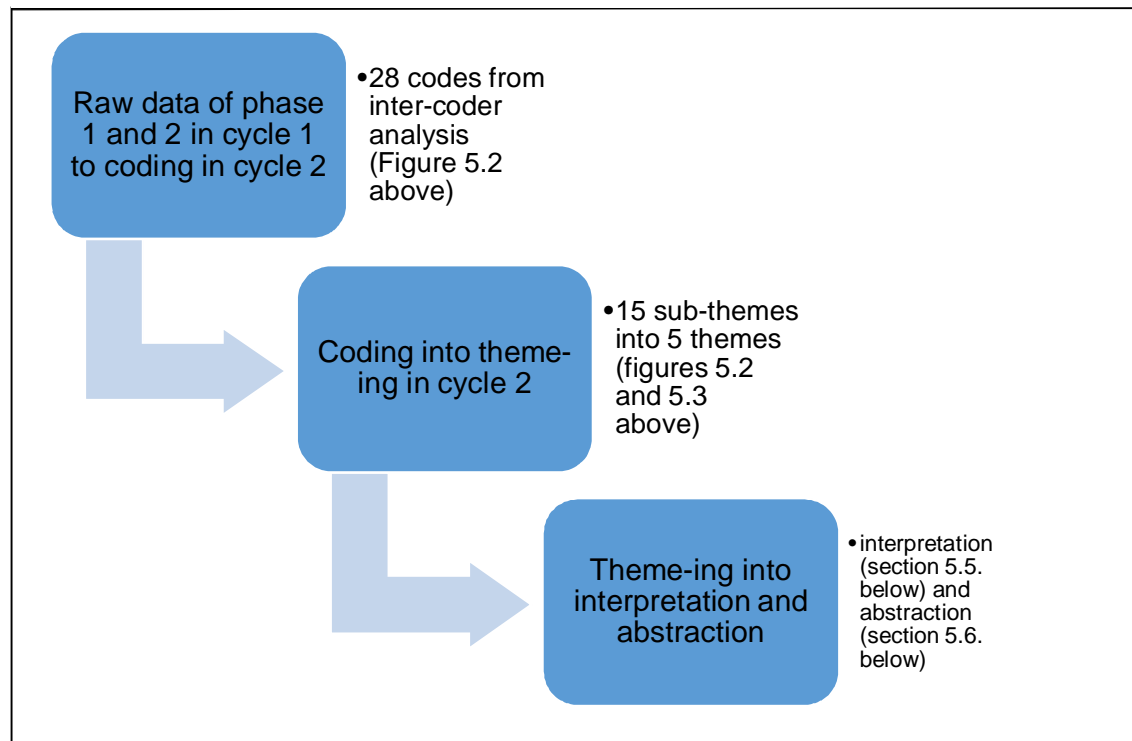 Raw data of phase
1 and 2 in cycle 1
to coding in cycle 2
•28 codes from
inter-coder
analysis
(Figure 5.2
above)
Coding into theme-
ing in cycle 2
•15 sub-themes
into 5 themes
(figures 5.2
and 5.3
above)
Theme-ing into
interpretation and
abstraction
•interpretation
(section 5.5.
below) and
abstraction
(section 5.6.
below)